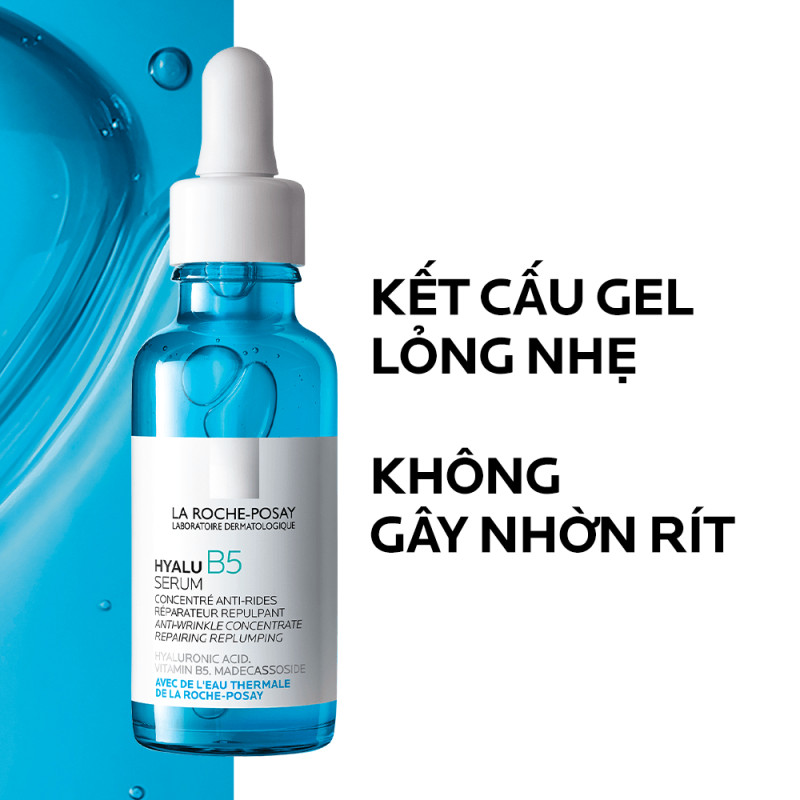 KẾT CẤU GEL
LỎNG NHẸ
KHÔNG
GÂY NHỜN RÍT
LA ROCHE-POSAY
LABORATOIRE DERMATOLOGIQUE
HYALU B5
SERUM
CONCENTRÉ ANTI-RIDES
RÉPARATEUR REPULPANT
ANTI-WRINKLE CONCENTRATE
REPAIRING REPLUMPING
HYALURONIC ACID.
VITAMIN B5. MADECASSOSIDE
AVEC DE L'EAU THERMALE
DE LA ROCHE-POSAY